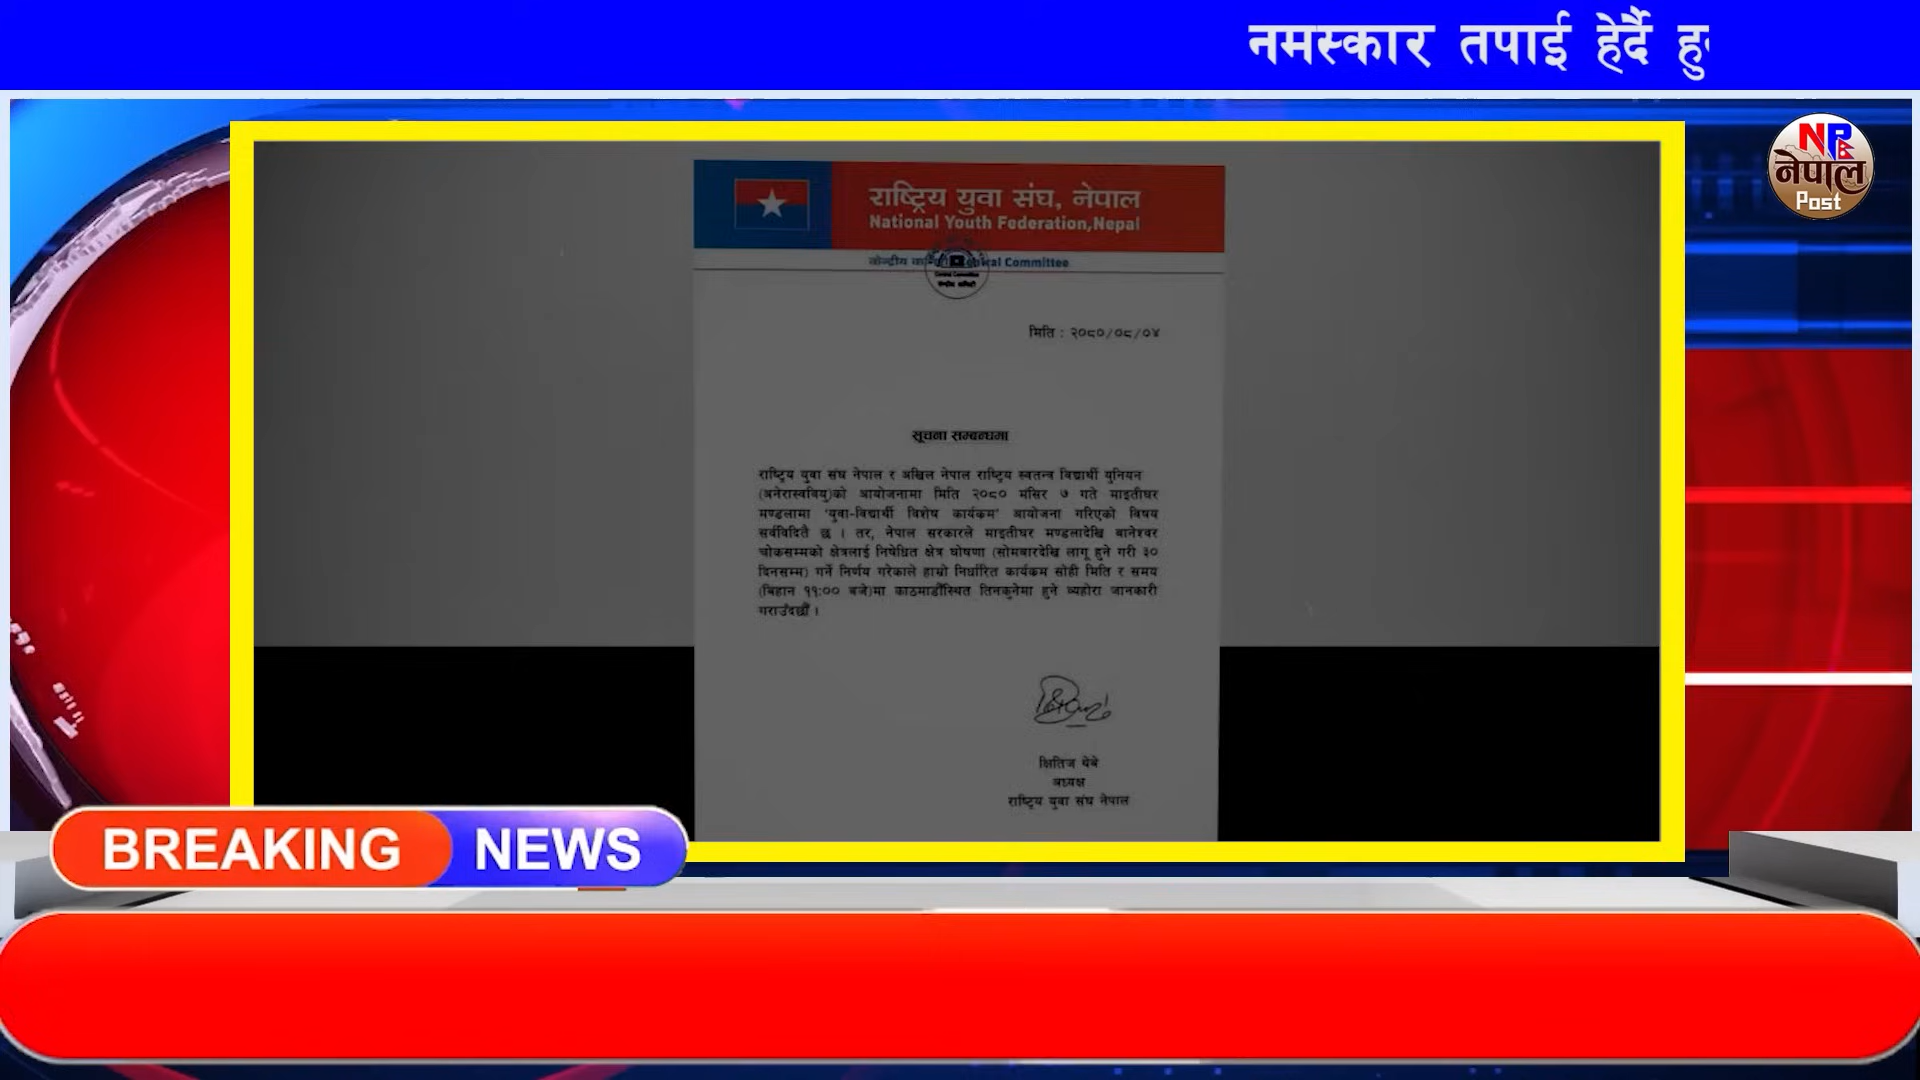 नमस्कार तपाई हेर्दै
NP
नेपाल
Post
राष्ट्रिय युवा संघ, नेपाल
National Youth Federation,Nepal
केन्द्रीय Committee
Central Committee
मिति : २०८०/०८/०४
सूचना सम्बन्धमा
राष्ट्रिय युवा संघ नेपाल र अखिल नेपाल राष्ट्रिय स्वतन्त्र विद्यार्थी युनियन
(अनेरास्ववियु)को आयोजनामा मिति २०८० मंसिर ७ गते माइतीघर
मण्डलामा 'युवा-विद्यार्थी विशेष कार्यक्रम' आयोजना गरिएको विषय
सर्वविदितै छ । तर, नेपाल सरकारले माइतीघर मण्डलादेखि बानेश्वर
चोकसम्मको क्षेत्रलाई निषेधित क्षेत्र घोषणा (सोमबारदेखि लागू हुने गरी ३०
दिनसम्म) गर्ने निर्णय गरेकाले हाम्रो निर्धारित कार्यक्रम सोही मिति र समय
(बिहान ११:०० बजे)मा काठमाडौंस्थित तिनकुनेमा हुने व्यहोरा जानकारी
गराउँदछौँ ।
क्षितिज थेबे
अध्यक्ष
राष्ट्रिय युवा संघ नेपाल
BREAKING NEWS